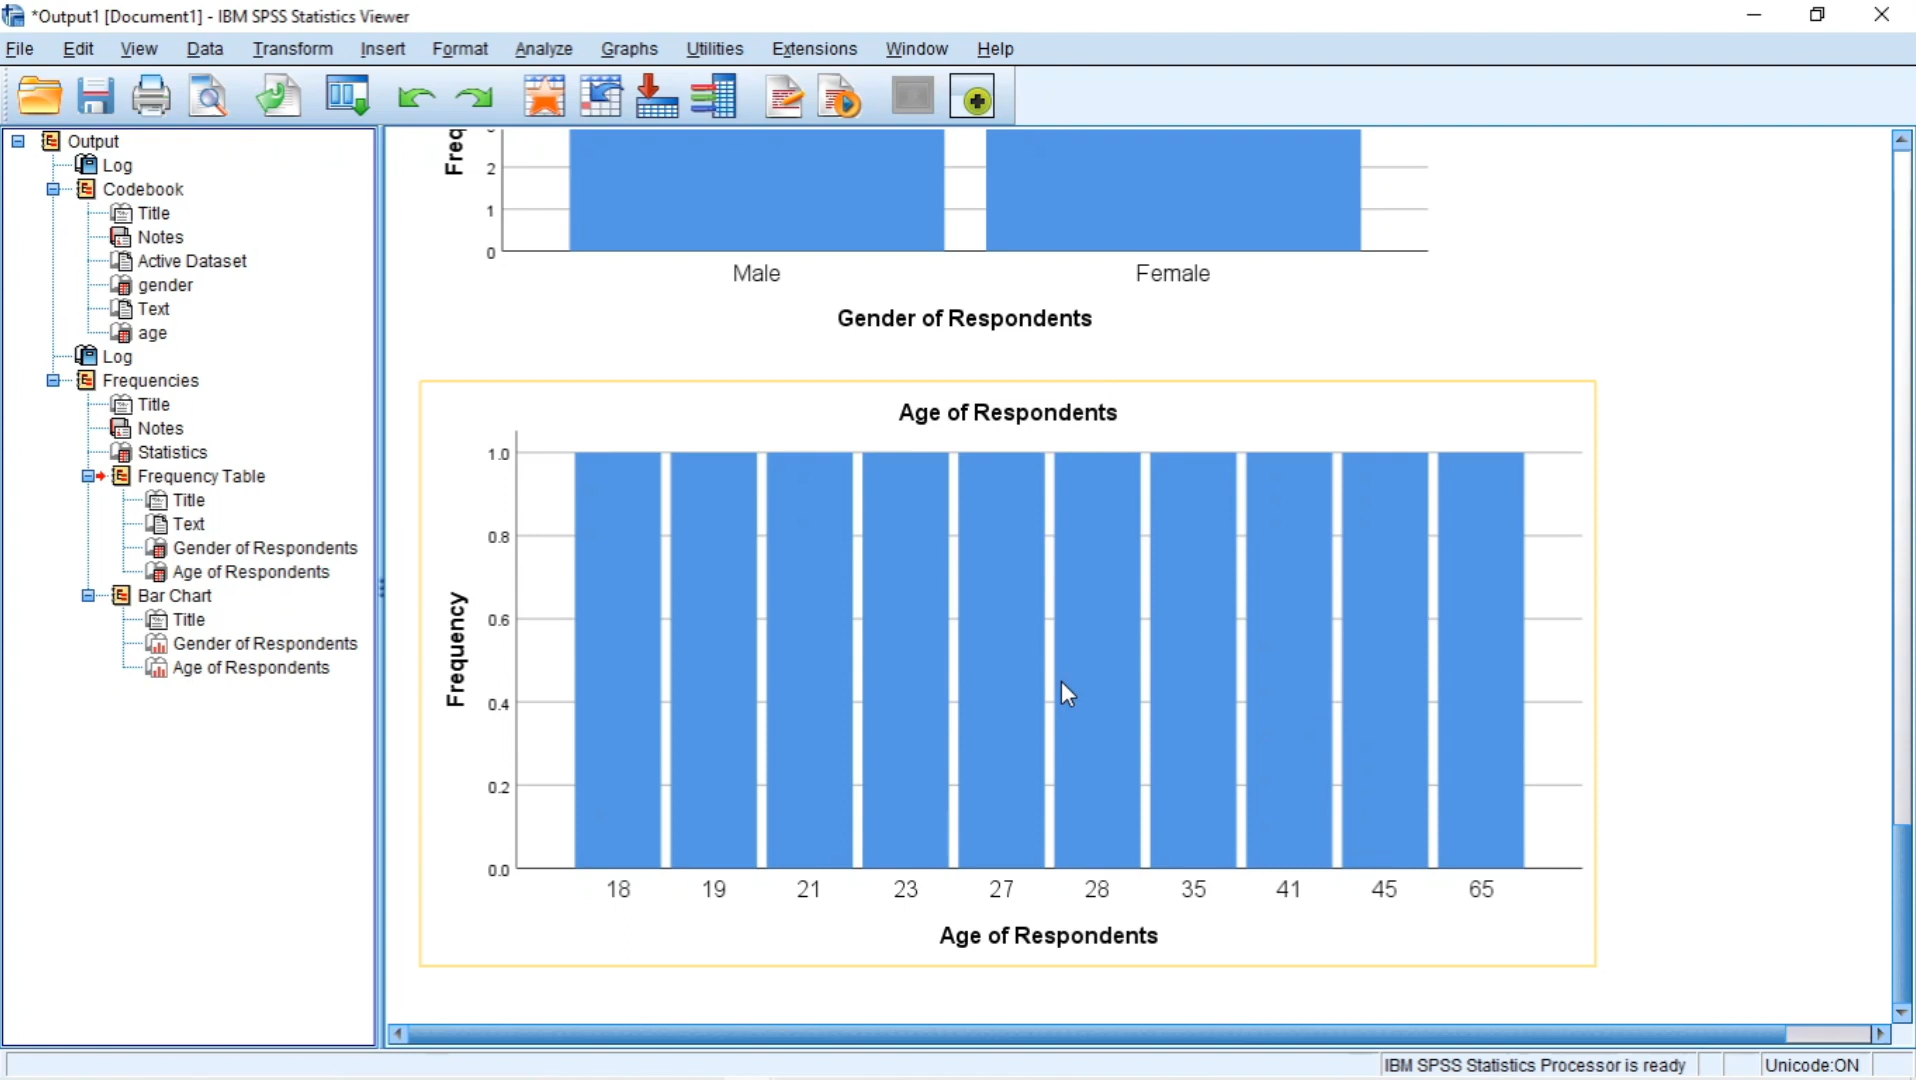 *Output1 [Document1] - IBM SPSS Statistics Viewer
File Edit View Data Transform Insert Format Analyze Graphs Utilities Extensions Window Help
Output
Log
Codebook
Title
Notes
Active Dataset
gender
Text
age
Log
Frequencies
Title
Notes
Statistics
Frequency Table
Title
Text
Gender of Respondents
Age of Respondents
Bar Chart
Title
Gender of Respondents
Age of Respondents
2
1
0
Male Female
Gender of Respondents
Age of Respondents
Frequency
1.0
0.8
0.6
0.4
0.2
0.0
18 19 21 23 27 28 35 41 45 65
Age of Respondents
IBM SPSS Statistics Processor is ready Unicode:ON